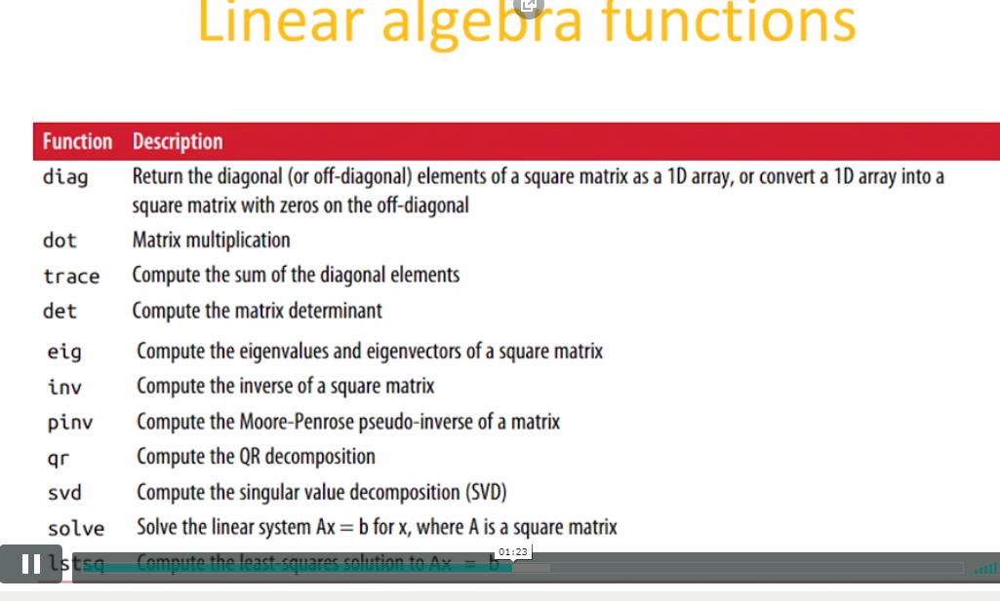 Linear algebra functions
Function Description
diag Return the diagonal (or off-diagonal) elements of a square matrix as a 1D array, or convert a 1D array into a
square matrix with zeros on the off-diagonal
dot Matrix multiplication
trace Compute the sum of the diagonal elements
det Compute the matrix determinant
eig Compute the eigenvalues and eigenvectors of a square matrix
inv Compute the inverse of a square matrix
pinv Compute the Moore-Penrose pseudo-inverse of a matrix
qr Compute the QR decomposition
svd Compute the singular value decomposition (SVD)
solve Solve the linear system Ax = b for x, where A is a square matrix
01:23
lstsq Compute the least-squares solution to Ax = b